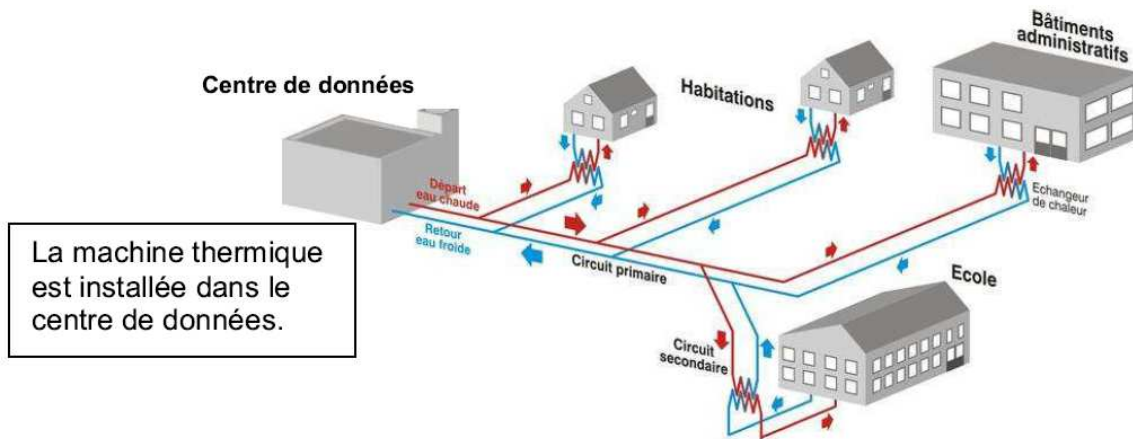 Bâtiments
administratifs
Centre de données
Habitations
Départ
eau chaude
Echangeur
de chaleur
Retour
eau froide
La machine thermique
est installée dans le
centre de données.
Circuit primaire
Ecole
Circuit
secondaire